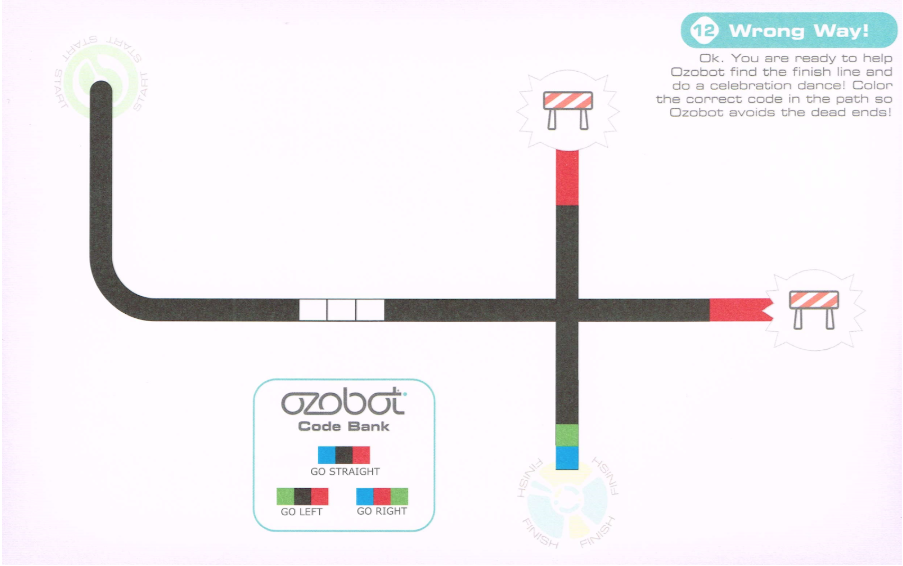 12 Wrong Way!
Ok. You are ready to help
Ozobot find the finish line and
do a celebration dance! Color
the correct code in the path so
Ozobot avoids the dead ends!
START START START START
ozobot
Code Bank
GO STRAIGHT
GO LEFT
GO RIGHT
FINISH FINISH
FINISH FINISH